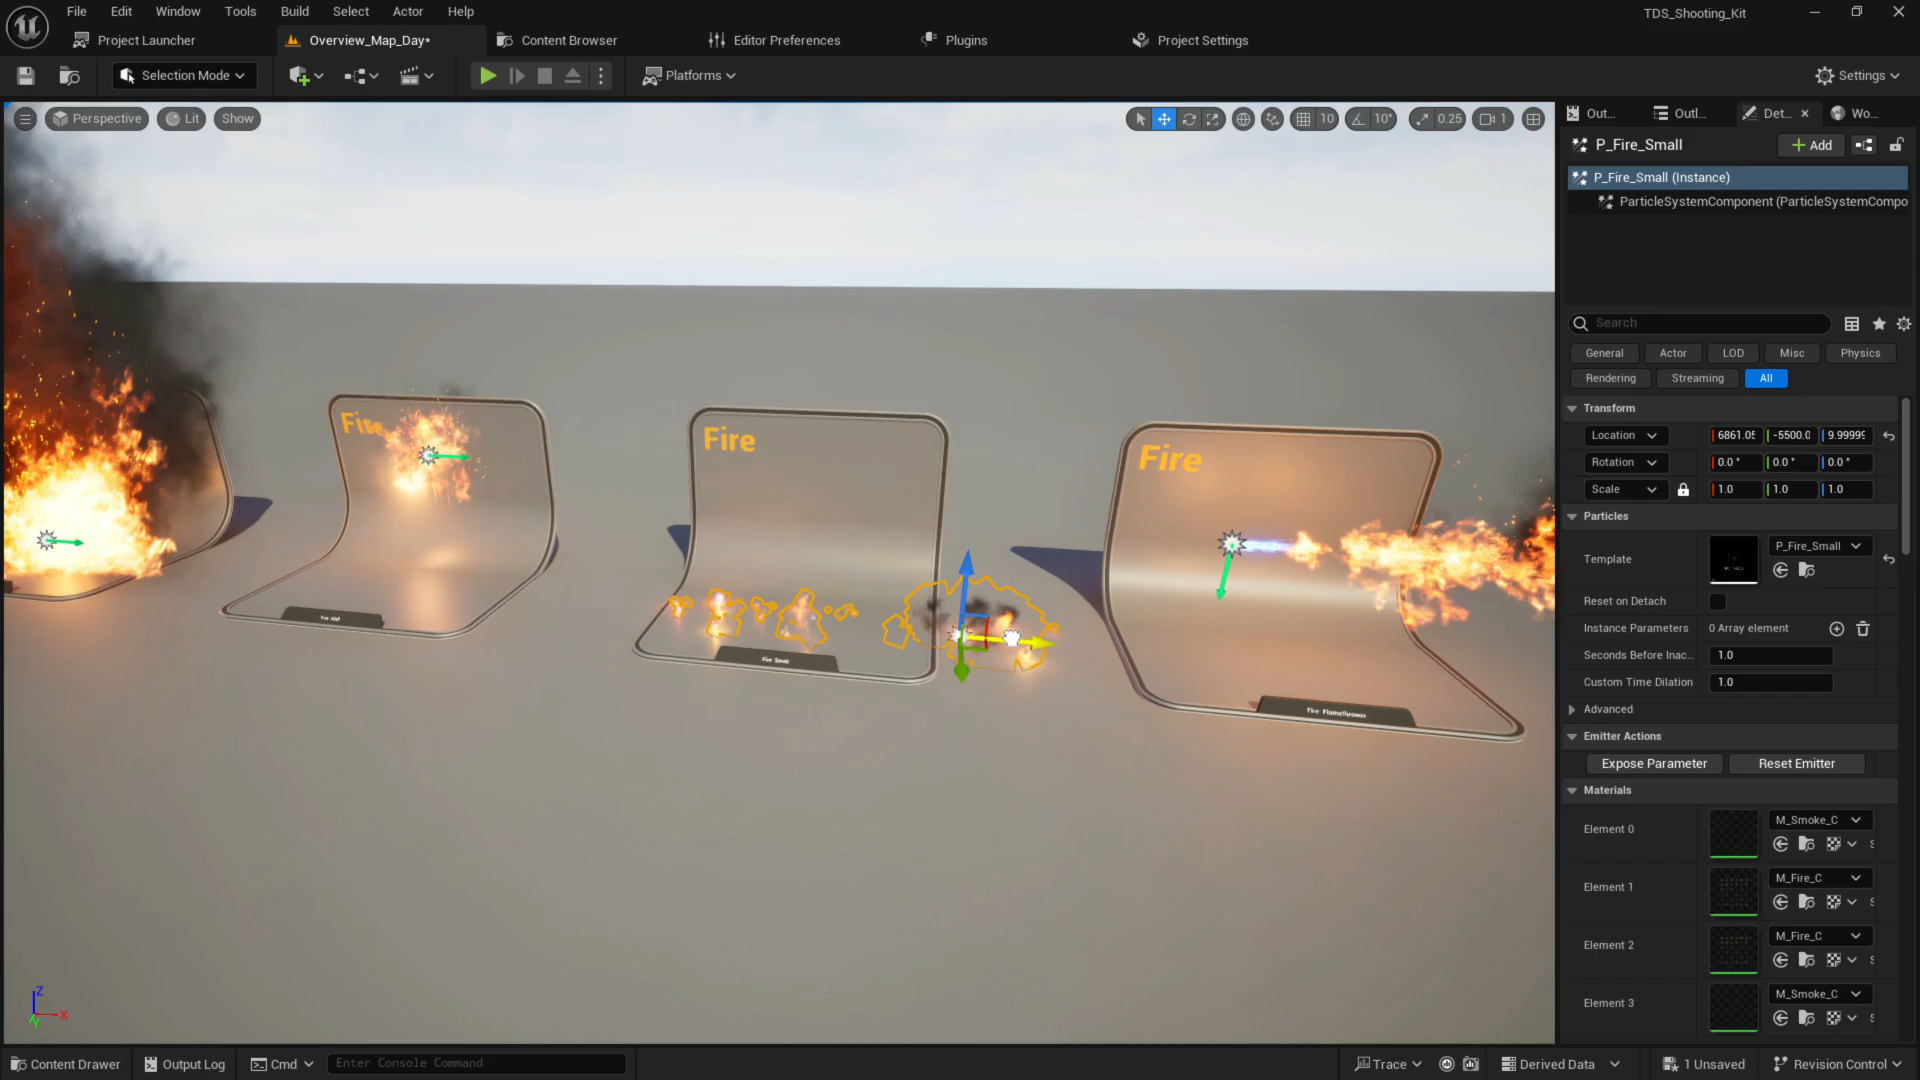 File Edit Window Tools Build Select Actor Help
TDS_Shooting_Kit
Project Launcher
Overview_Map_Day*
Content Browser
Editor Preferences
Plugins
Project Settings
Selection Mode
Platforms
Settings
Perspective
Lit
Show
10
10°
0.25
1
Out...
Outl...
Det...
Wo...
P_Fire_Small
Add
P_Fire_Small (Instance)
ParticleSystemComponent (ParticleSystemCompo
Search
General Actor LOD Misc Physics
Rendering Streaming All
Transform
Location 6861.05 -5500.0 9.99999
Rotation 0.0 ° 0.0 ° 0.0 °
Scale 1.0 1.0 1.0
Particles
Template
P_Fire_Small
Reset on Detach
Instance Parameters 0 Array element
Seconds Before Inac... 1.0
Custom Time Dilation 1.0
Advanced
Emitter Actions
Expose Parameter Reset Emitter
Materials
Element 0 M_Smoke_C
Element 1 M_Fire_C
Element 2 M_Fire_C
Element 3 M_Smoke_C
Fire
Fire
Fire
Fire Small
Fire Flamethrower
Z
X
Y
Content Drawer
Output Log
Cmd
Enter Console Command
Trace
Derived Data
1 Unsaved
Revision Control